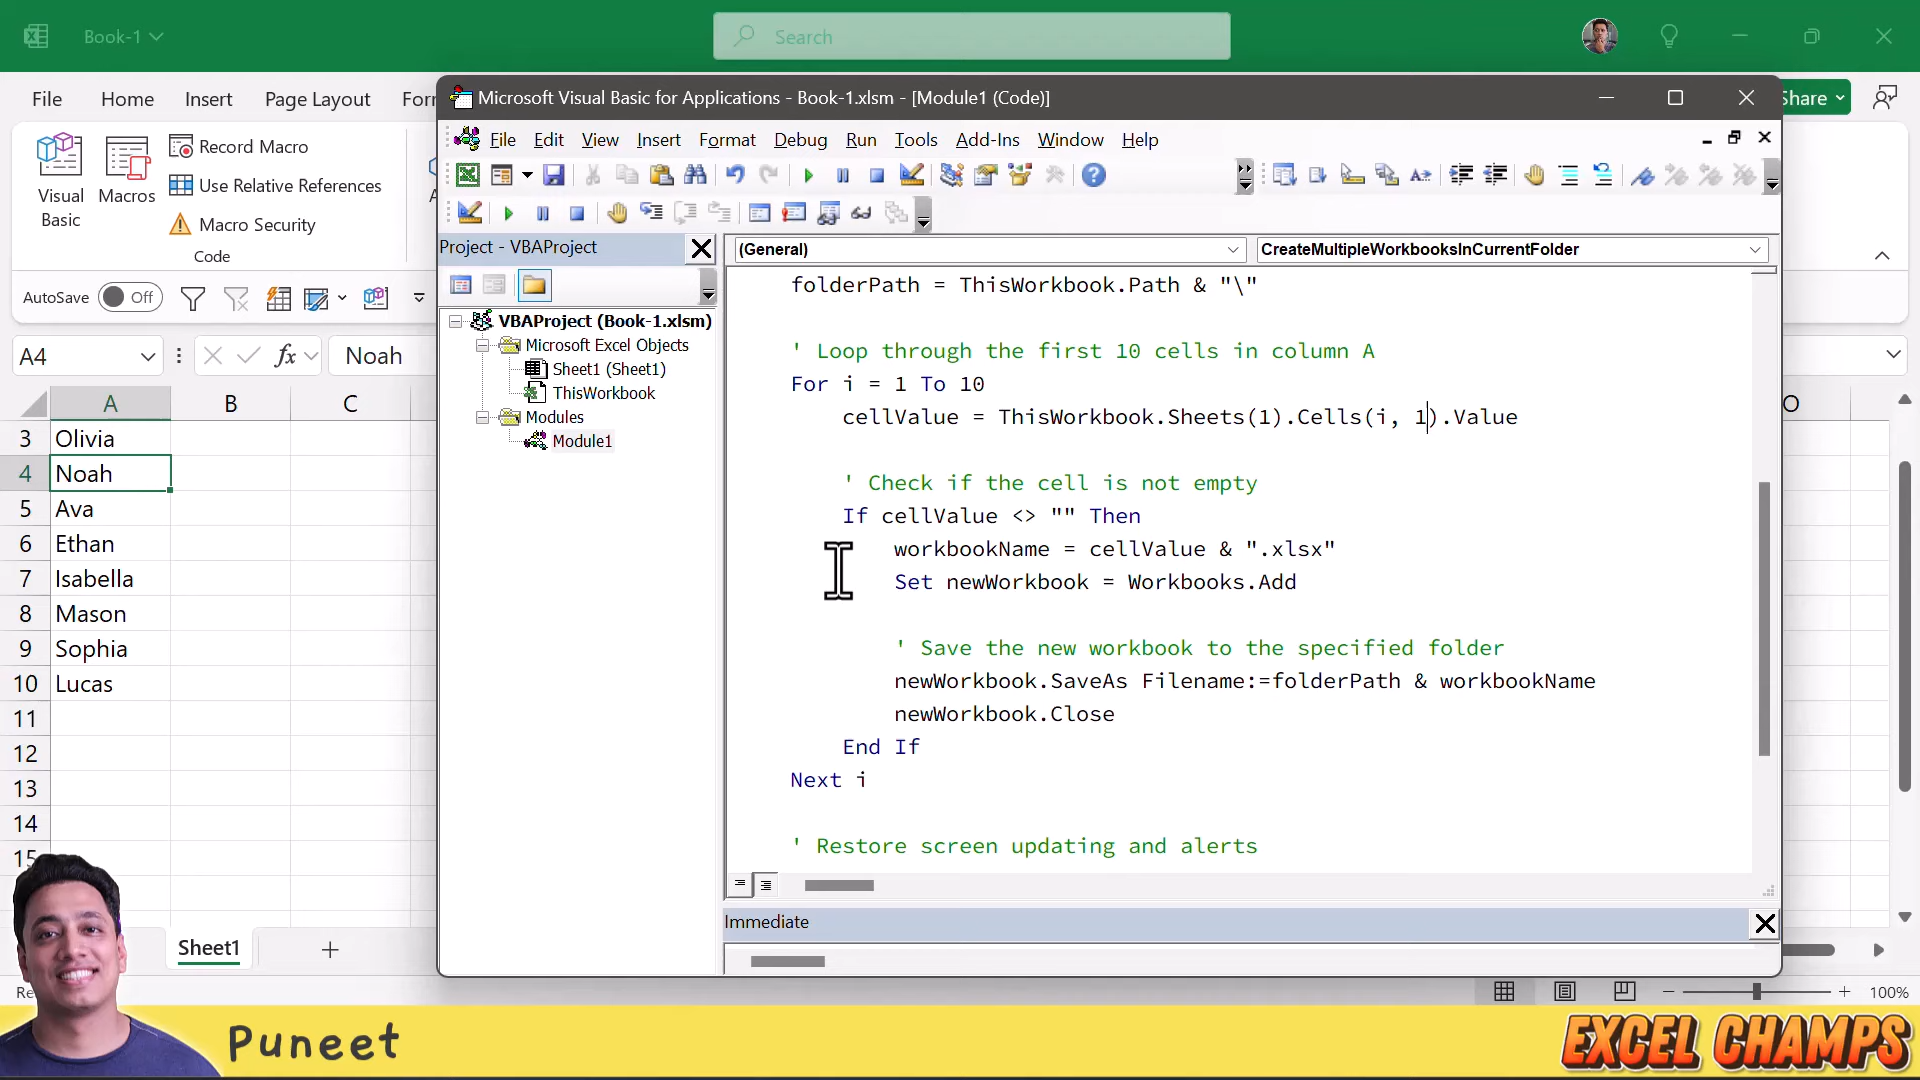 Book-1
Search
File
Home
Insert
Page Layout
For
Share
Visual Basic
Macros
Record Macro
Use Relative References
Macro Security
Code
AutoSave
Off
A4
fx
Noah
A
B
C
O
3 Olivia
4 Noah
5 Ava
6 Ethan
7 Isabella
8 Mason
9 Sophia
10 Lucas
11
12
13
14
15
Sheet1
Microsoft Visual Basic for Applications - Book-1.xlsm - [Module1 (Code)]
File Edit View Insert Format Debug Run Tools Add-Ins Window Help
Project - VBAProject
VBAProject (Book-1.xlsm)
Microsoft Excel Objects
Sheet1 (Sheet1)
ThisWorkbook
Modules
Module1
(General)
CreateMultipleWorkbooksInCurrentFolder
folderPath = ThisWorkbook.Path & "\"
' Loop through the first 10 cells in column A
For i = 1 To 10
cellValue = ThisWorkbook.Sheets(1).Cells(i, 1).Value
' Check if the cell is not empty
If cellValue <> "" Then
workbookName = cellValue & ".xlsx"
Set newWorkbook = Workbooks.Add
' Save the new workbook to the specified folder
newWorkbook.SaveAs Filename:=folderPath & workbookName
newWorkbook.Close
End If
Next i
' Restore screen updating and alerts
Immediate
100%
Puneet
EXCEL CHAMPS